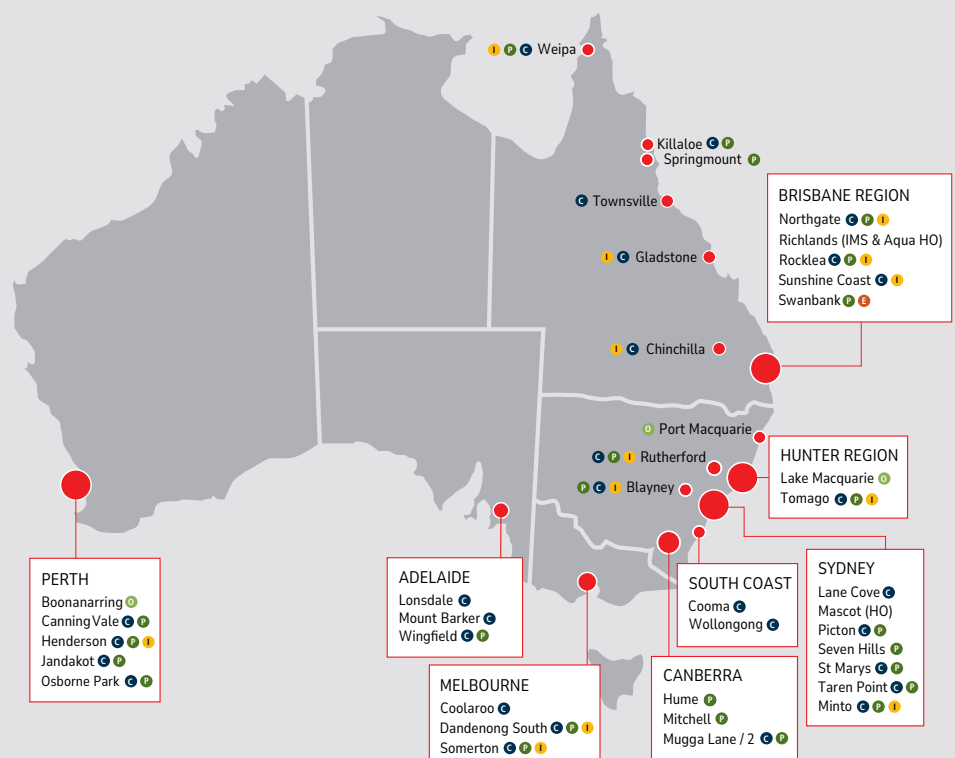 I P C Weipa
Killaloe C P
Springmount P
C Townsville
I C Gladstone
I C Chinchilla
BRISBANE REGION
Northgate C P I
Richlands (IMS & Aqua HO)
Rocklea C P I
Sunshine Coast C I
Swanbank P E
O Port Macquarie
C P I Rutherford
P C I Blayney
HUNTER REGION
Lake Macquarie O
Tomago C P I
PERTH
Boonanarring O
Canning Vale C P
Henderson C P I
Jandakot C P
Osborne Park C P
ADELAIDE
Lonsdale C
Mount Barker C
Wingfield C P
MELBOURNE
Coolaroo C
Dandenong South C P I
Somerton C P I
SOUTH COAST
Cooma C
Wollongong C
CANBERRA
Hume P
Mitchell P
Mugga Lane / 2 C P
SYDNEY
Lane Cove C
Mascot (HO)
Picton C P
Seven Hills P
St Marys C P
Taren Point C P
Minto C P I